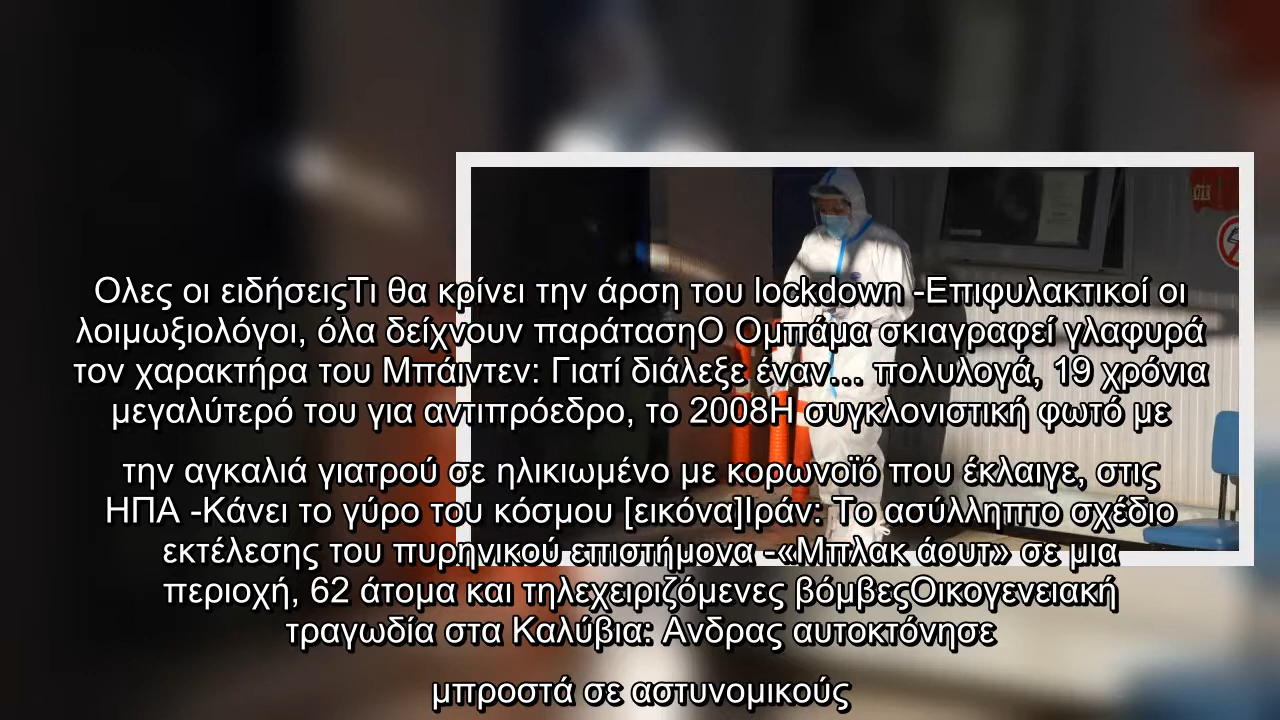 Ολες οι ειδήσειςΤι θα κρίνει την άρση του lockdown -Επιφυλακτικοί οι
λοιμωξιολόγοι, όλα δείχνουν παράτασηΟ Ομπάμα σκιαγραφεί γλαφυρά
τον χαρακτήρα του Μπάιντεν: Γιατί διάλεξε έναν... πολυλογά, 19 χρόνια
μεγαλύτερό του για αντιπρόεδρο, το 2008Η συγκλονιστική φωτό με
την αγκαλιά γιατρού σε ηλικιωμένο με κορωνοϊό που έκλαιγε, στις
ΗΠΑ -Κάνει το γύρο του κόσμου [εικόνα]Ιράν: Το ασύλληπτο σχέδιο
εκτέλεσης του πυρηνικού επιστήμονα -«Μπλακ άουτ» σε μια
περιοχή, 62 άτομα και τηλεχειριζόμενες βόμβεςΟικογενειακή
τραγωδία στα Καλύβια: Ανδρας αυτοκτόνησε
μπροστά σε αστυνομικούς